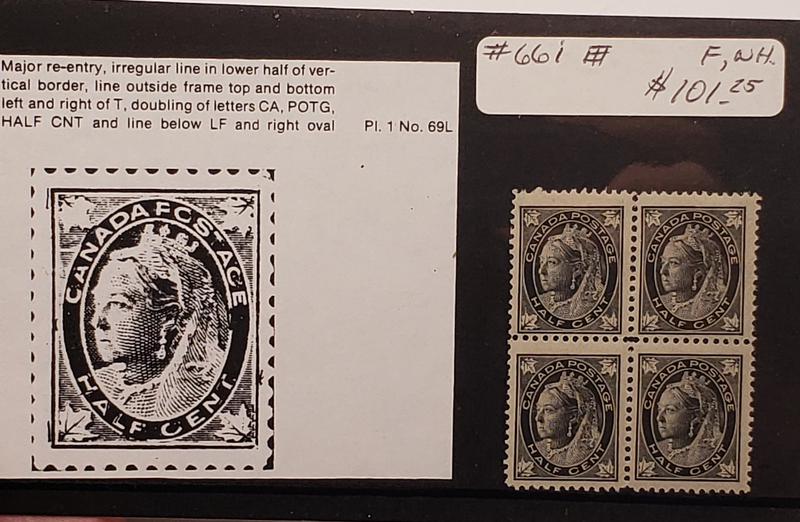 Major re-entry, irregular line in lower half of ver-
tical border, line outside frame top and bottom
left and right of T, doubling of letters CA, POTG,
HALF CNT and line below LF and right oval
Pl. 1 No. 69L
CANADA POSTAGE
HALF CENT
#66i F, NH.
$101.25
CANADA POSTAGE
HALF CENT
CANADA POSTAGE
HALF CENT
CANADA POSTAGE
HALF CENT
CANADA POSTAGE
HALF CENT